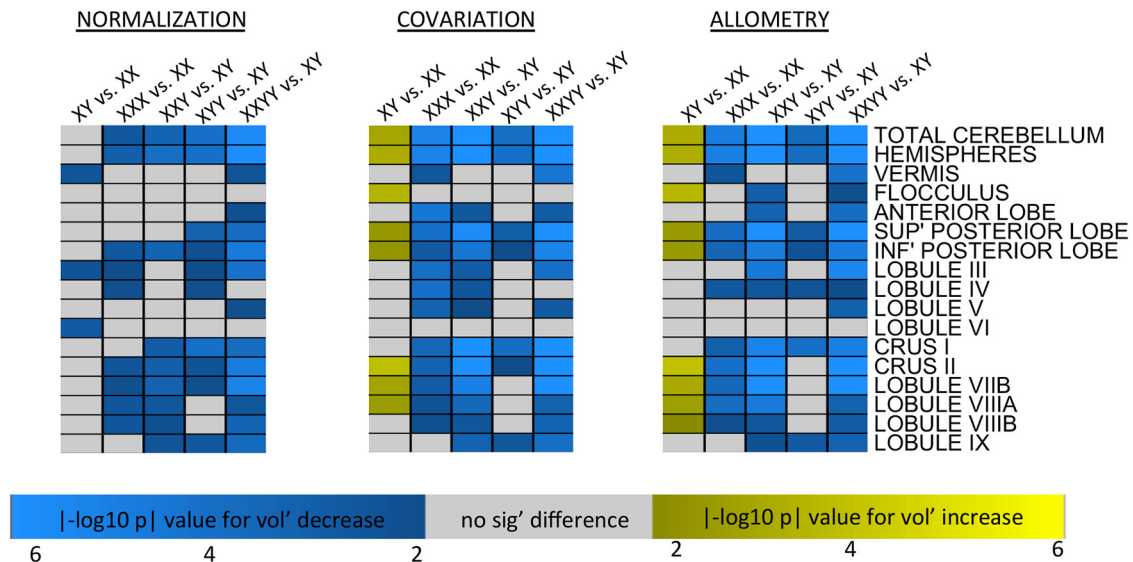 NORMALIZATION
COVARIATION
ALLOMETRY
XY vs. XX
XXX vs. XX
XXY vs. XY
XYY vs. XY
XXYY vs. XY
XY vs. XX
XXX vs. XX
XXY vs. XY
XYY vs. XY
XXYY vs. XY
XY vs. XX
XXX vs. XX
XXY vs. XY
XYY vs. XY
XXYY vs. XY
TOTAL CEREBELLUM
HEMISPHERES
VERMIS
FLOCCULUS
ANTERIOR LOBE
SUP' POSTERIOR LOBE
INF' POSTERIOR LOBE
LOBULE III
LOBULE IV
LOBULE V
LOBULE VI
CRUS I
CRUS II
LOBULE VIIB
LOBULE VIIIA
LOBULE VIIIB
LOBULE IX
|-log10 p| value for vol' decrease
no sig' difference
|-log10 p| value for vol' increase
6 4 2 2 4 6